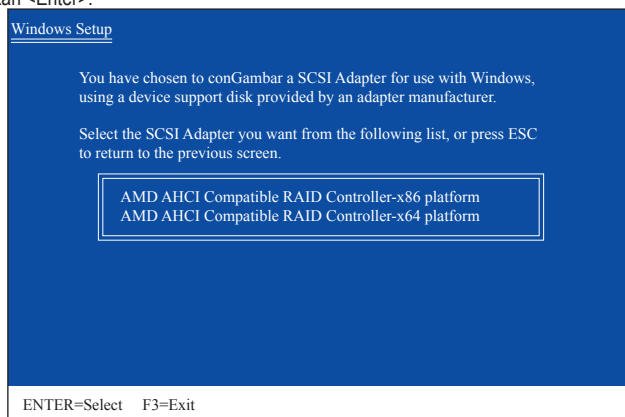 <Enter>.
Windows Setup
You have chosen to conGambar a SCSI Adapter for use with Windows,
using a device support disk provided by an adapter manufacturer.
Select the SCSI Adapter you want from the following list, or press ESC
to return to the previous screen.
AMD AHCI Compatible RAID Controller-x86 platform
AMD AHCI Compatible RAID Controller-x64 platform
ENTER=Select F3=Exit